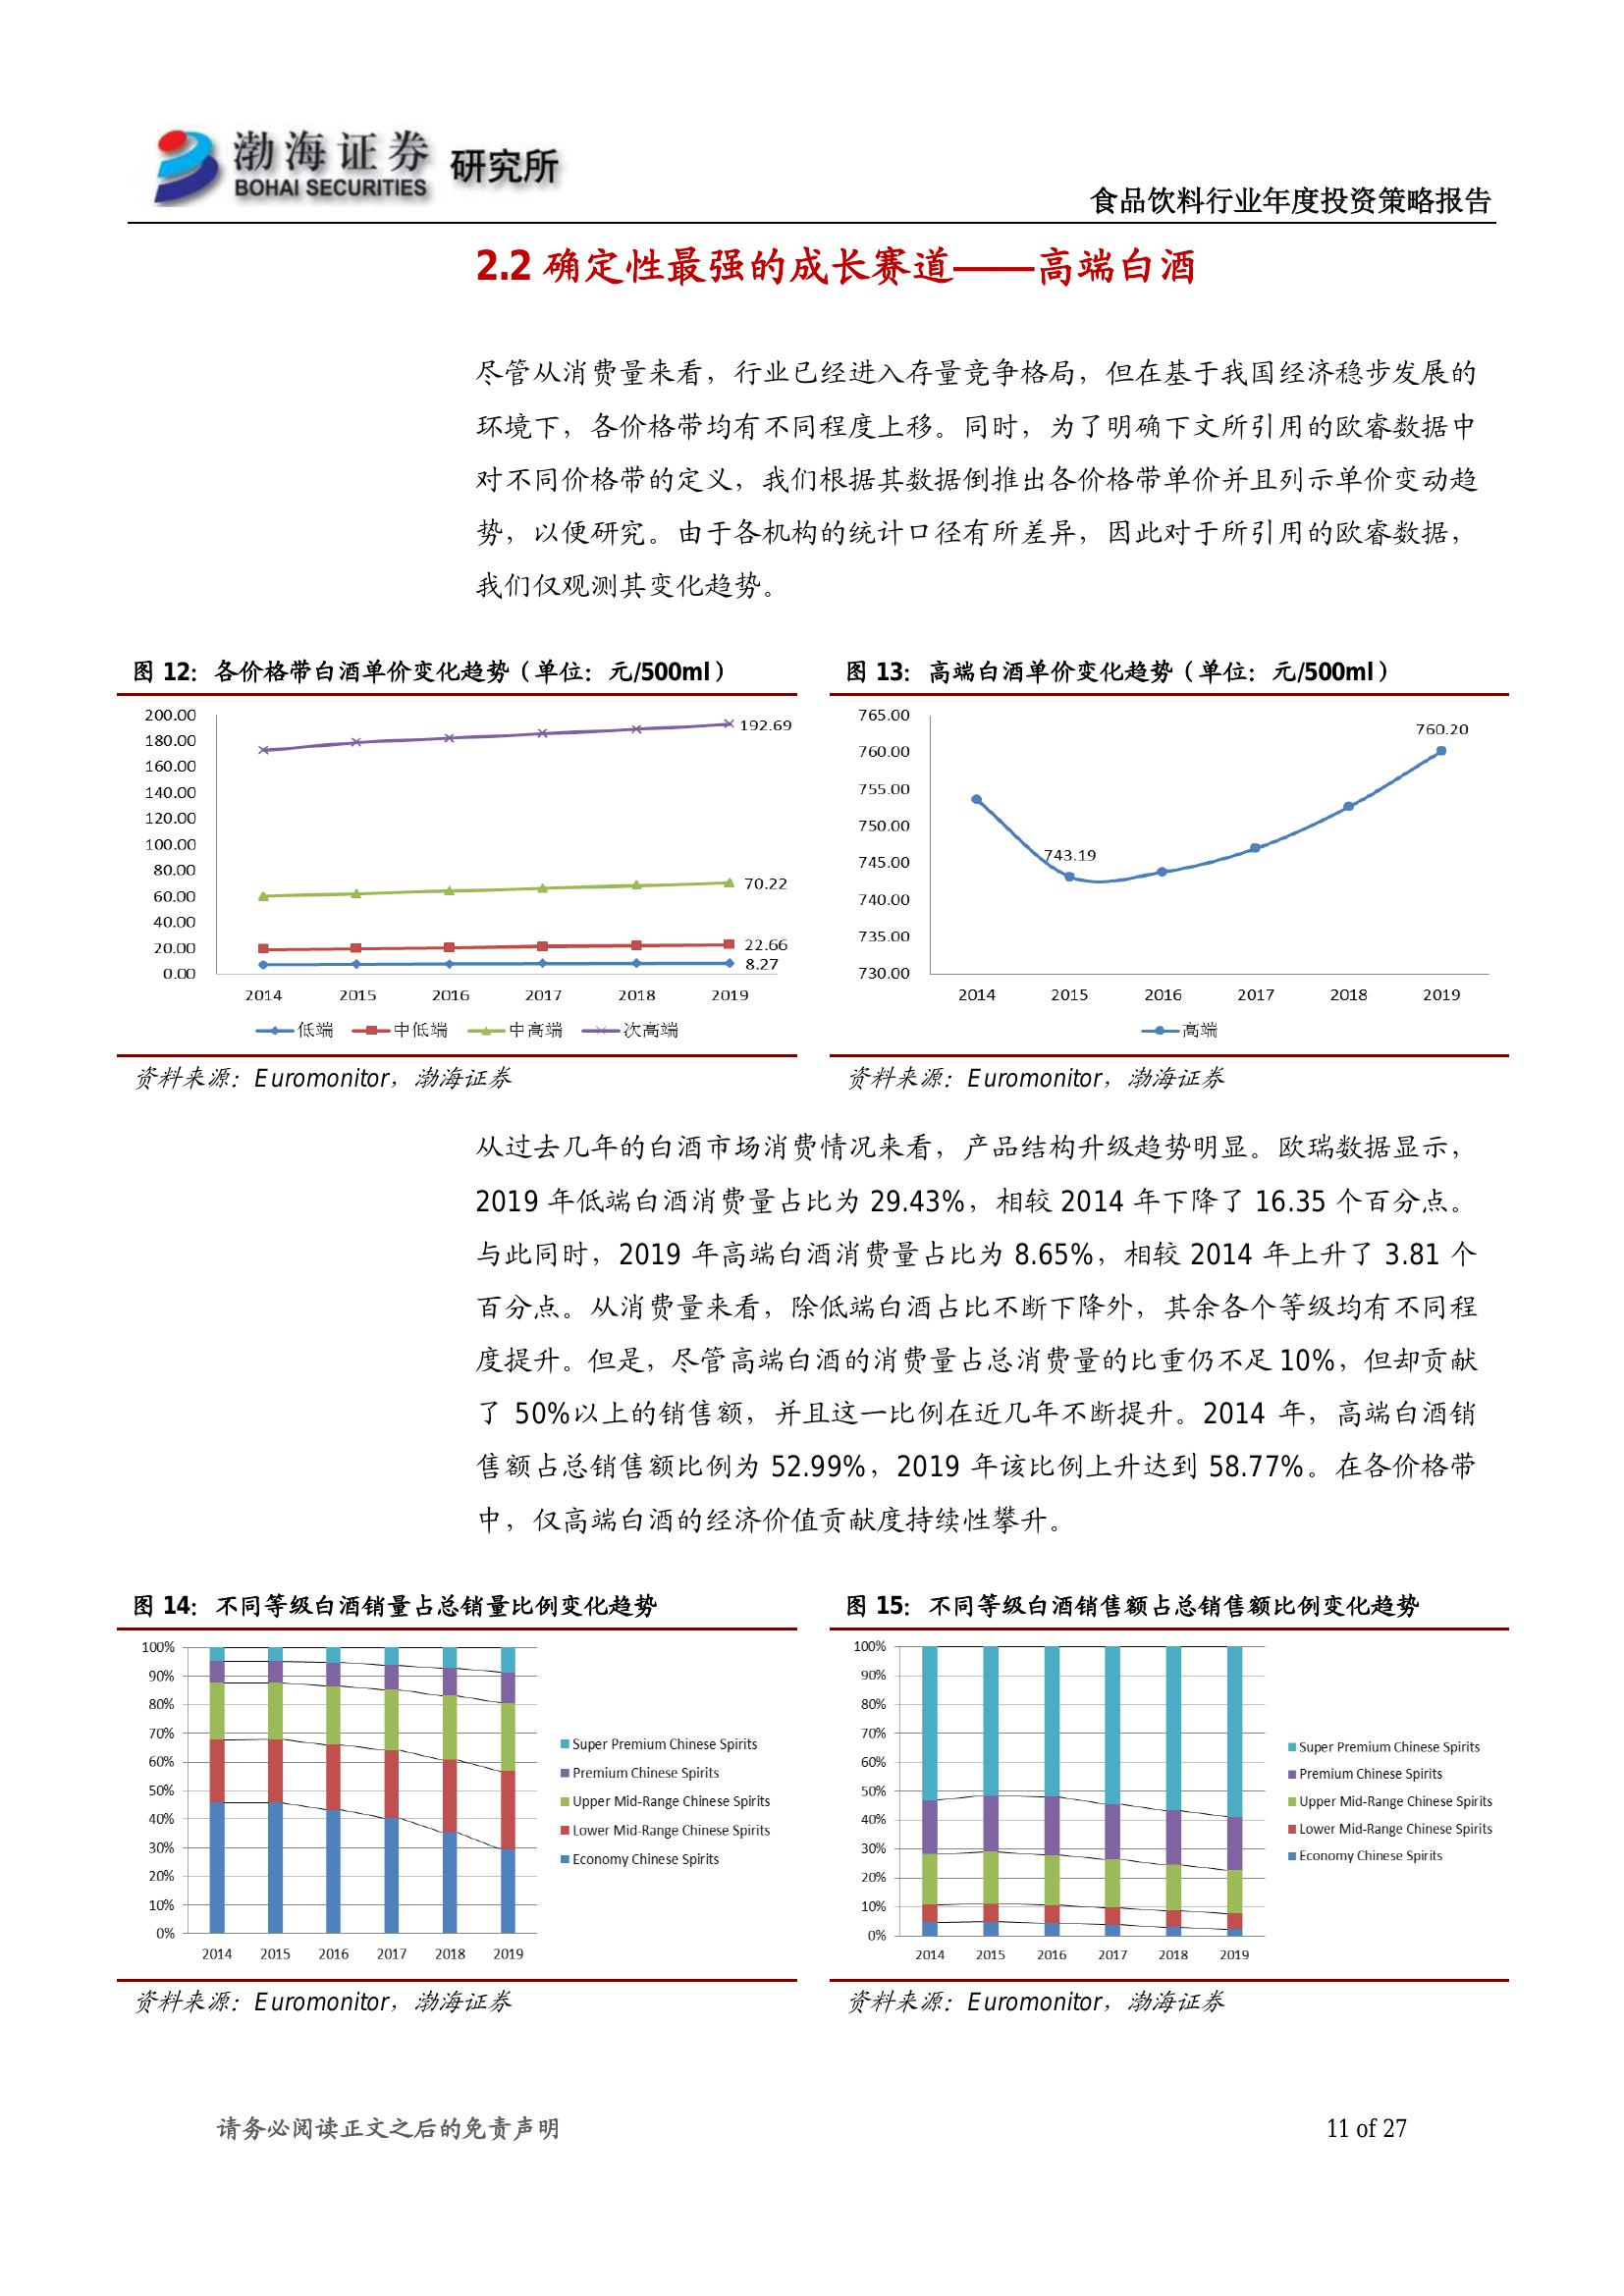 渤海证券 研究所
BOHAI SECURITIES
食品饮料行业年度投资策略报告
2.2 确定性最强的成长赛道——高端白酒
尽管从消费量来看，行业已经进入存量竞争格局，但在基于我国经济稳步发展的
环境下，各价格带均有不同程度上移。同时，为了明确下文所引用的欧睿数据中
对不同价格带的定义，我们根据其数据倒推出各价格带单价并且列示单价变动趋
势，以便研究。由于各机构的统计口径有所差异，因此对于所引用的欧睿数据，
我们仅观测其变化趋势。
图 12：各价格带白酒单价变化趋势（单位：元/500ml）
200.00
180.00
160.00
140.00
120.00
100.00
80.00
60.00
40.00
20.00
0.00
192.69
70.22
22.66
8.27
2014 2015 2016 2017 2018 2019
低端 中低端 中高端 次高端
资料来源：Euromonitor，渤海证券
图 13：高端白酒单价变化趋势（单位：元/500ml）
765.00
760.00
755.00
750.00
745.00
740.00
735.00
730.00
760.20
743.19
2014 2015 2016 2017 2018 2019
高端
资料来源：Euromonitor，渤海证券
从过去几年的白酒市场消费情况来看，产品结构升级趋势明显。欧瑞数据显示，
2019 年低端白酒消费量占比为 29.43%，相较 2014 年下降了 16.35 个百分点。
与此同时，2019 年高端白酒消费量占比为 8.65%，相较 2014 年上升了 3.81 个
百分点。从消费量来看，除低端白酒占比不断下降外，其余各个等级均有不同程
度提升。但是，尽管高端白酒的消费量占总消费量的比重仍不足 10%，但却贡献
了 50%以上的销售额，并且这一比例在近几年不断提升。2014 年，高端白酒销
售额占总销售额比例为 52.99%，2019 年该比例上升达到 58.77%。在各价格带
中，仅高端白酒的经济价值贡献度持续性攀升。
图 14：不同等级白酒销量占总销量比例变化趋势
100%
90%
80%
70%
60%
50%
40%
30%
20%
10%
0%
2014 2015 2016 2017 2018 2019
Super Premium Chinese Spirits
Premium Chinese Spirits
Upper Mid-Range Chinese Spirits
Lower Mid-Range Chinese Spirits
Economy Chinese Spirits
资料来源：Euromonitor，渤海证券
图 15：不同等级白酒销售额占总销售额比例变化趋势
100%
90%
80%
70%
60%
50%
40%
30%
20%
10%
0%
2014 2015 2016 2017 2018 2019
Super Premium Chinese Spirits
Premium Chinese Spirits
Upper Mid-Range Chinese Spirits
Lower Mid-Range Chinese Spirits
Economy Chinese Spirits
资料来源：Euromonitor，渤海证券
请务必阅读正文之后的免责声明
11 of 27